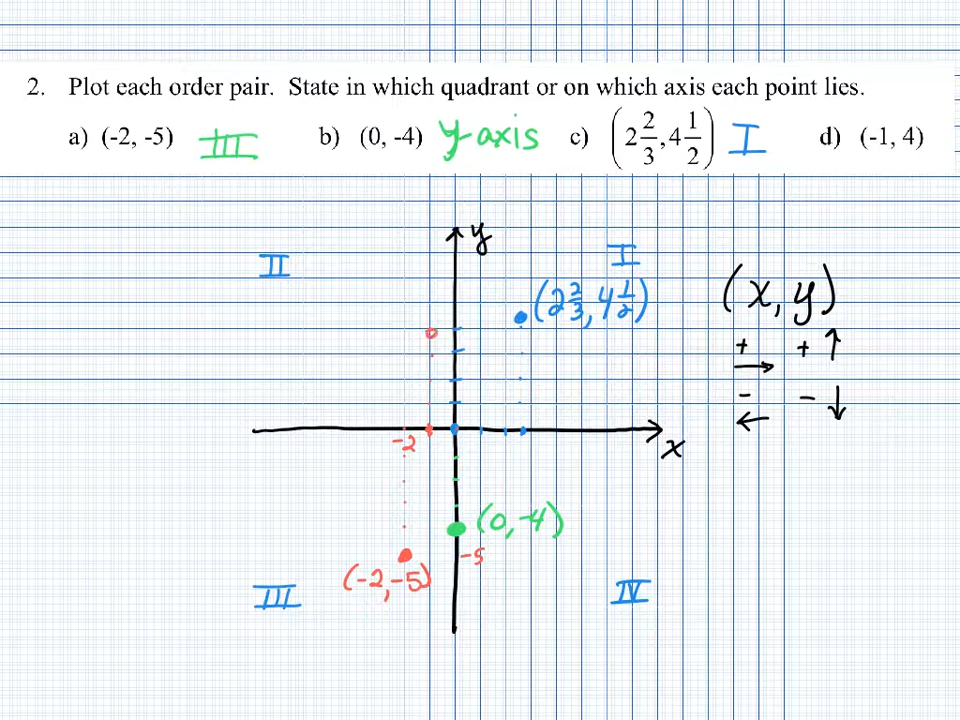 2. Plot each order pair. State in which quadrant or on which axis each point lies.
a) (-2, -5) III b) (0, -4) y-axis c) (2 2/3, 4 1/2) I d) (-1, 4)
y
II I
(2 2/3, 4 1/2)
(x, y)
+ + ↑
→
- - ↓
←
-2 x
(0, -4)
-5
(-2, -5)
III IV